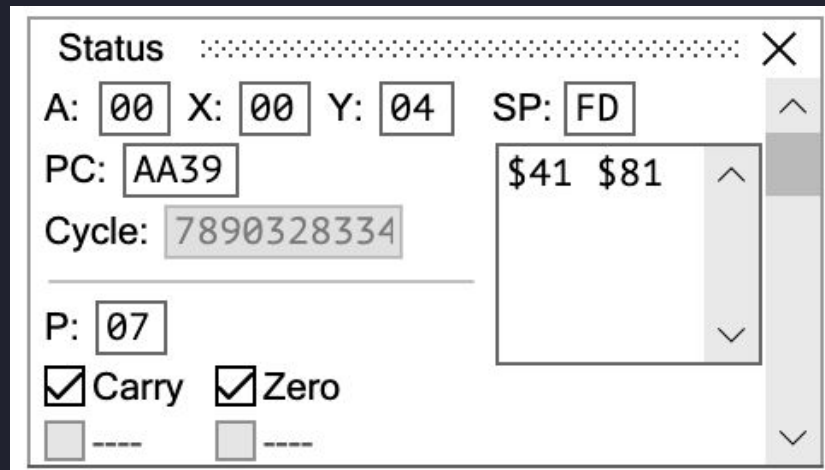 Status
A: 00 X: 00 Y: 04 SP: FD
PC: AA39
$41 $81
Cycle: 7890328334
P: 07
Carry Zero
---- ----